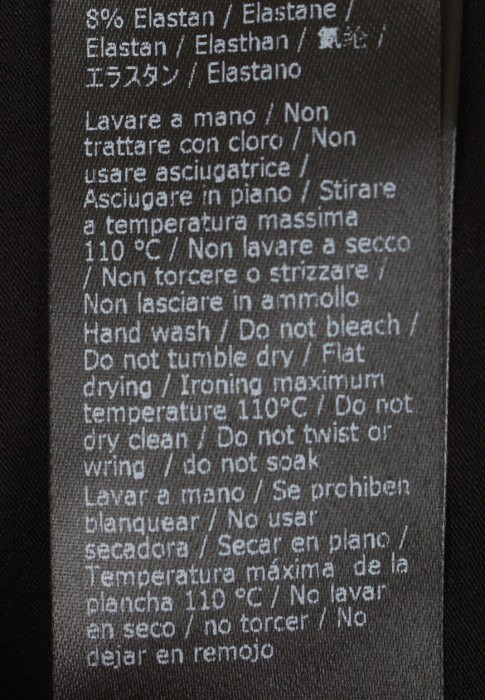 8% Elastan / Elastane /
Elastan / Elasthan / 氨纶 /
エラスタン / Elastano
Lavare a mano / Non
trattare con cloro / Non
usare asciugatrice /
Asciugare in piano / Stirare
a temperatura massima
110 °C / Non lavare a secco
/ Non torcere o strizzare /
Non lasciare in ammollo
Hand wash / Do not bleach /
Do not tumble dry / Flat
drying / Ironing maximum
temperature 110°C / Do not
dry clean / Do not twist or
wring / do not soak
Lavar a mano / Se prohiben
blanquear / No usar
secadora / Secar en plano /
Temperatura máxima de la
plancha 110 °C / No lavar
en seco / no torcer / No
dejar en remojo